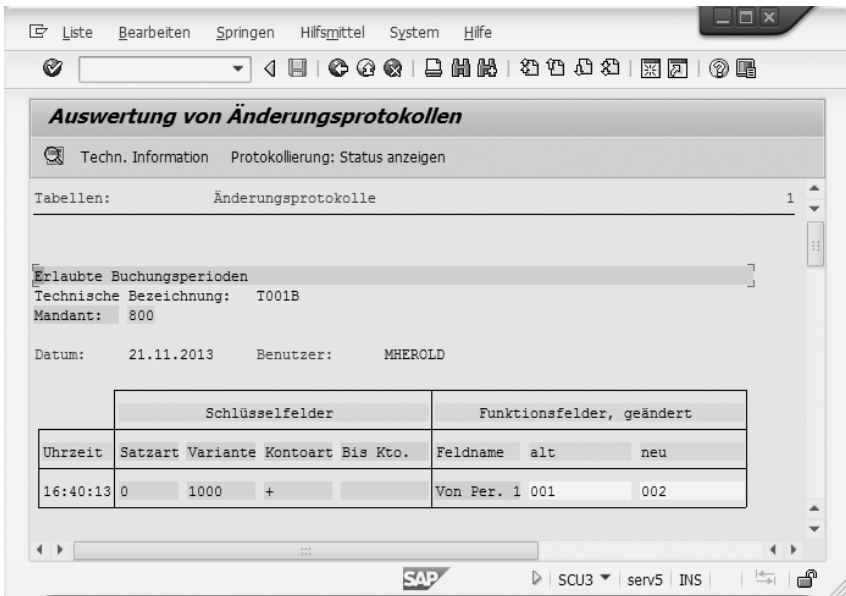 Liste Bearbeiten Springen Hilfsmittel System Hilfe
Auswertung von Änderungsprotokollen
Techn. Information Protokollierung: Status anzeigen
Tabellen: Änderungsprotokolle 1
Erlaubte Buchungsperioden
Technische Bezeichnung: T001B
Mandant: 800
Datum: 21.11.2013 Benutzer: MHEROLD
Schlüsselfelder Funktionsfelder, geändert
Uhrzeit Satzart Variante Kontoart Bis Kto. Feldname alt neu
16:40:13 0 1000 + Von Per. 1 001 002
SAP SCU3 serv5 INS